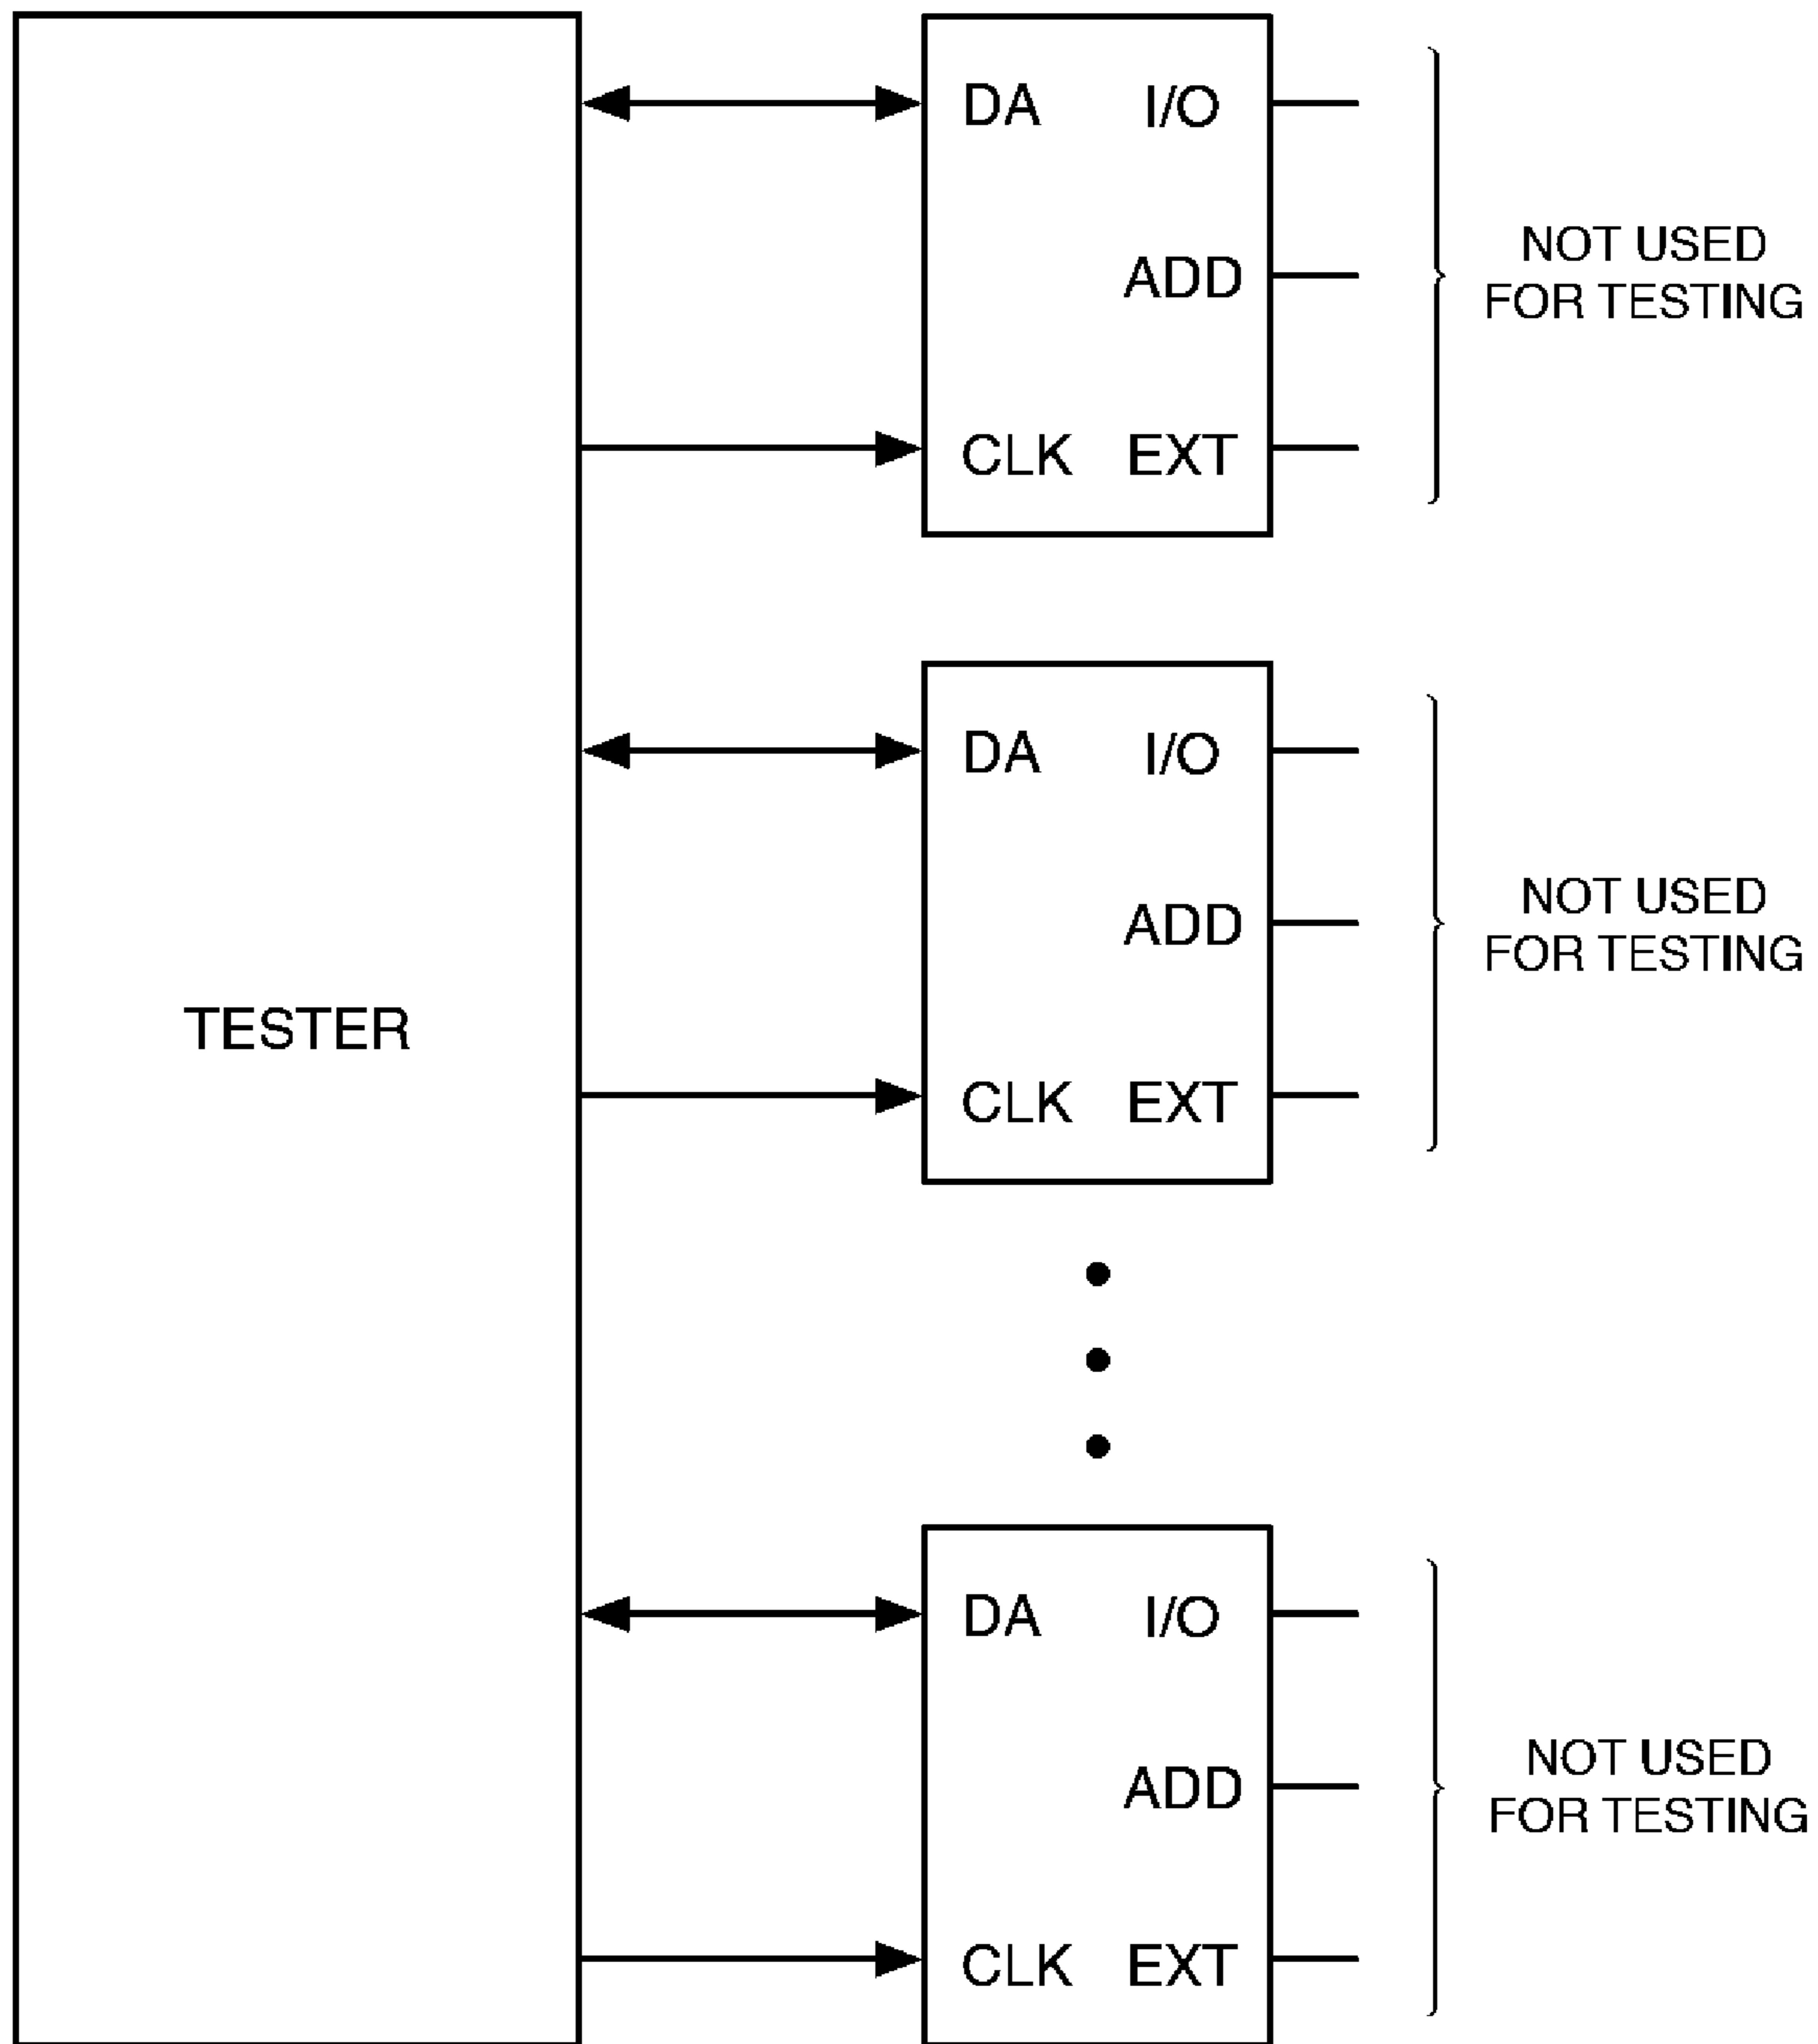 DA I/O
NOT USED
FOR TESTING
ADD
CLK EXT
DA I/O
NOT USED
FOR TESTING
ADD
TESTER
CLK EXT
DA I/O
NOT USED
FOR TESTING
ADD
CLK EXT